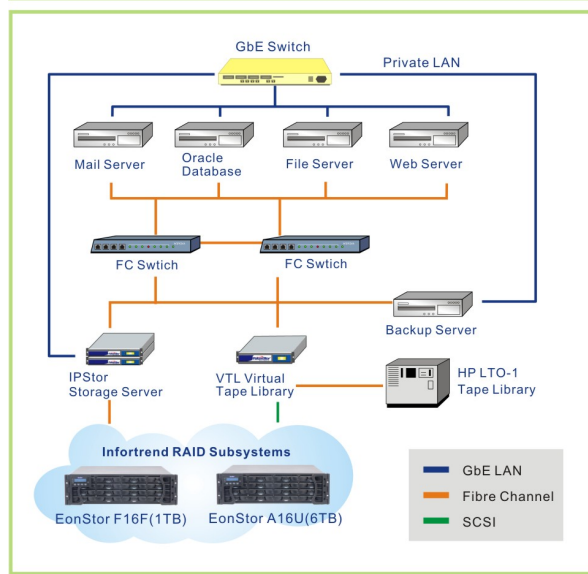 GbE Switch
Private LAN
Mail Server
Oracle
Database
File Server
Web Server
FC Swtich
FC Swtich
Backup Server
IPStor
Storage Server
VTL Virtual
Tape Library
HP LTO-1
Tape Library
Infortrend RAID Subsystems
EonStor F16F(1TB)
EonStor A16U(6TB)
GbE LAN
Fibre Channel
SCSI